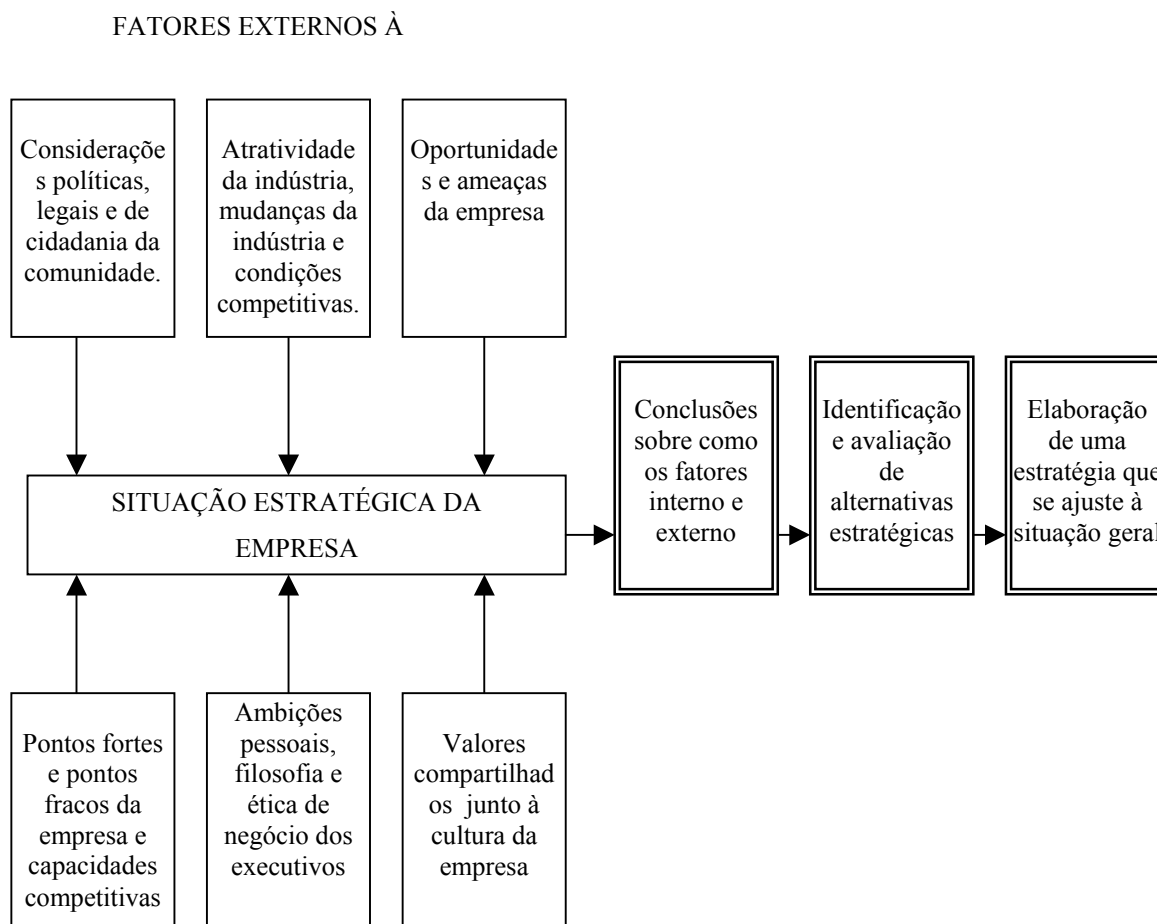 FATORES EXTERNOS À
Consideraçõe
s políticas,
legais e de
cidadania da
comunidade.
Atratividade
da indústria,
mudanças da
indústria e
condições
competitivas.
Oportunidade
s e ameaças
da empresa
SITUAÇÃO ESTRATÉGICA DA
EMPRESA
Conclusões
sobre como
os fatores
interno e
externo
Identificação
e avaliação
de
alternativas
estratégicas
Elaboração
de uma
estratégia que
se ajuste à
situação geral
Pontos fortes
e pontos
fracos da
empresa e
capacidades
competitivas
Ambições
pessoais,
filosofia e
ética de
negócio dos
executivos
Valores
compartilhad
os junto à
cultura da
empresa